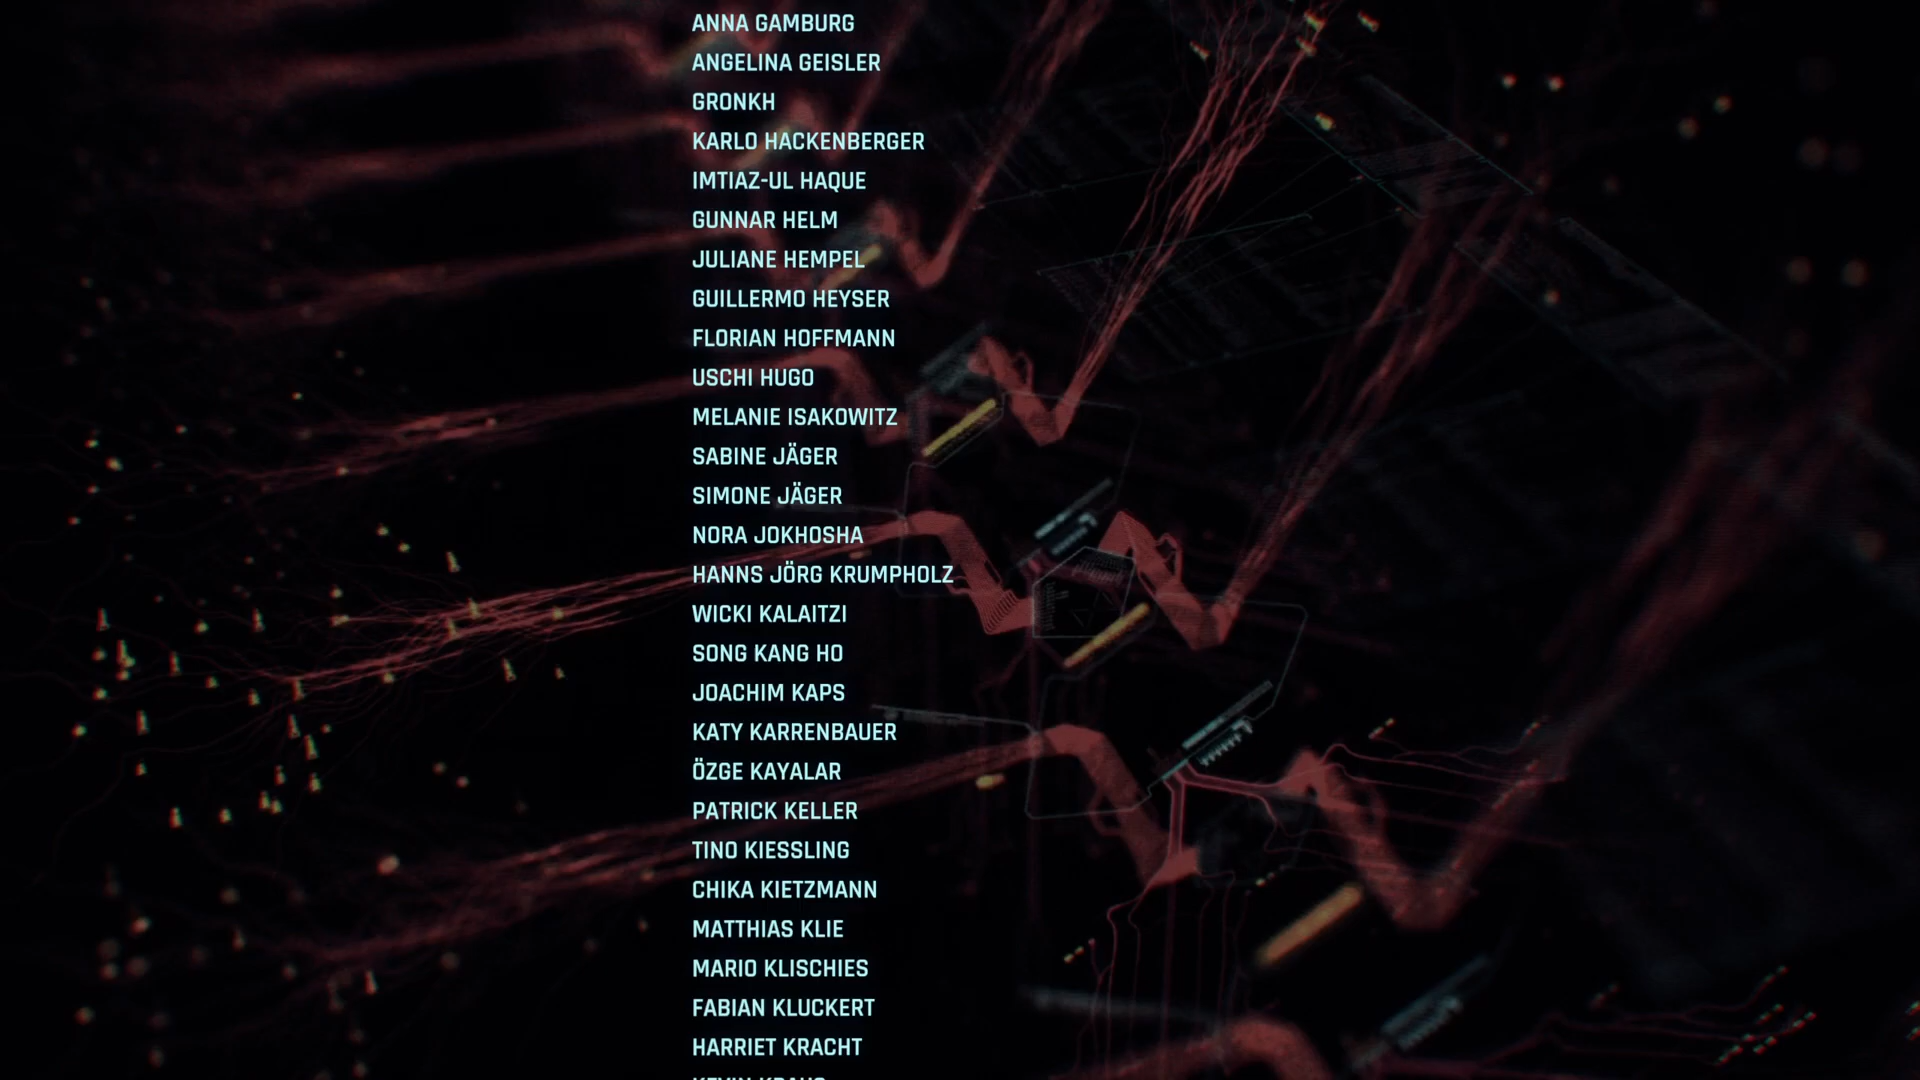 ANNA GAMBURG
ANGELINA GEISLER
GRONKH
KARLO HACKENBERGER
IMTIAZ-UL HAQUE
GUNNAR HELM
JULIANE HEMPEL
GUILLERMO HEYSER
FLORIAN HOFFMANN
USCHI HUGO
MELANIE ISAKOWITZ
SABINE JÄGER
SIMONE JÄGER
NORA JOKHOSHA
HANNS JÖRG KRUMPHOLZ
WICKI KALAITZI
SONG KANG HO
JOACHIM KAPS
KATY KARRENBAUER
ÖZGE KAYALAR
PATRICK KELLER
TINO KIESSLING
CHIKA KIETZMANN
MATTHIAS KLIE
MARIO KLISCHIES
FABIAN KLUCKERT
HARRIET KRACHT